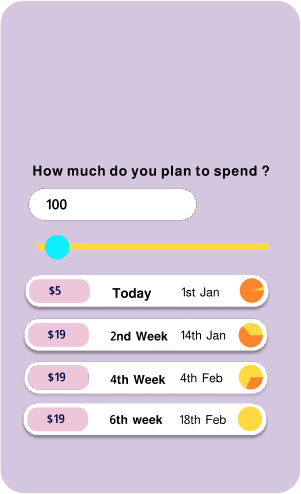 How much do you plan to spend ?
100
$5 Today 1st Jan
$19 2nd Week 14th Jan
$19 4th Week 4th Feb
$19 6th week 18th Feb